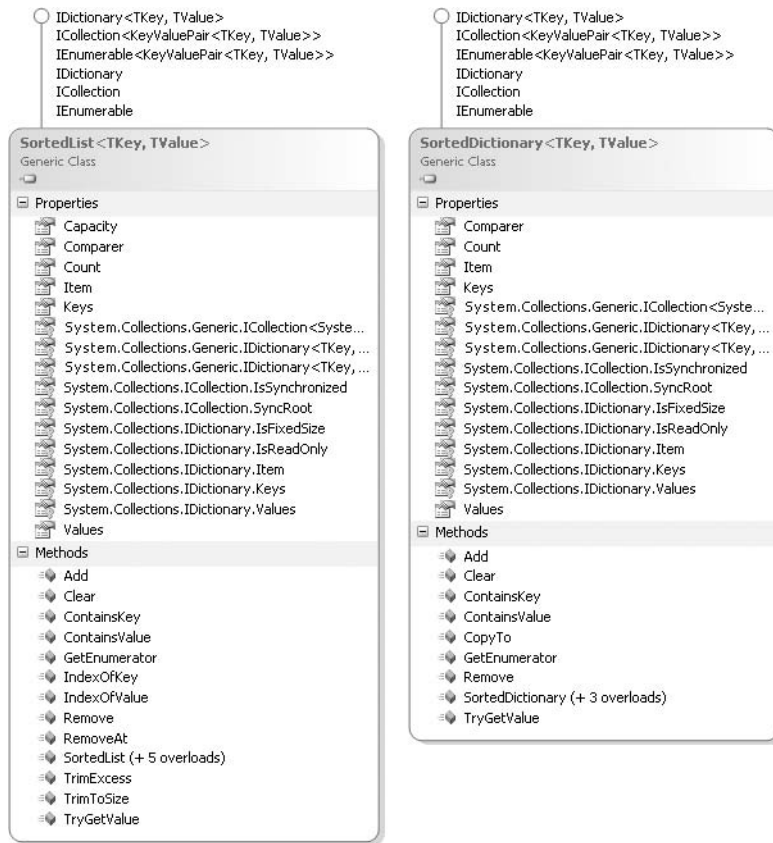 IDictionary<TKey, TValue>
ICollection<KeyValuePair<TKey, TValue>>
IEnumerable<KeyValuePair<TKey, TValue>>
IDictionary
ICollection
IEnumerable
SortedList<TKey, TValue>
Generic Class
Properties
Capacity
Comparer
Count
Item
Keys
System.Collections.Generic.ICollection<Syste...
System.Collections.Generic.IDictionary<TKey, ...
System.Collections.Generic.IDictionary<TKey, ...
System.Collections.ICollection.IsSynchronized
System.Collections.ICollection.SyncRoot
System.Collections.IDictionary.IsFixedSize
System.Collections.IDictionary.IsReadOnly
System.Collections.IDictionary.Item
System.Collections.IDictionary.Keys
System.Collections.IDictionary.Values
Values
Methods
Add
Clear
ContainsKey
ContainsValue
GetEnumerator
IndexOfKey
IndexOfValue
Remove
RemoveAt
SortedList (+ 5 overloads)
TrimExcess
TrimToSize
TryGetValue
IDictionary<TKey, TValue>
ICollection<KeyValuePair<TKey, TValue>>
IEnumerable<KeyValuePair<TKey, TValue>>
IDictionary
ICollection
IEnumerable
SortedDictionary<TKey, TValue>
Generic Class
Properties
Comparer
Count
Item
Keys
System.Collections.Generic.ICollection<Syste...
System.Collections.Generic.IDictionary<TKey, ...
System.Collections.Generic.IDictionary<TKey, ...
System.Collections.ICollection.IsSynchronized
System.Collections.ICollection.SyncRoot
System.Collections.IDictionary.IsFixedSize
System.Collections.IDictionary.IsReadOnly
System.Collections.IDictionary.Item
System.Collections.IDictionary.Keys
System.Collections.IDictionary.Values
Values
Methods
Add
Clear
ContainsKey
ContainsValue
CopyTo
GetEnumerator
Remove
SortedDictionary (+ 3 overloads)
TryGetValue